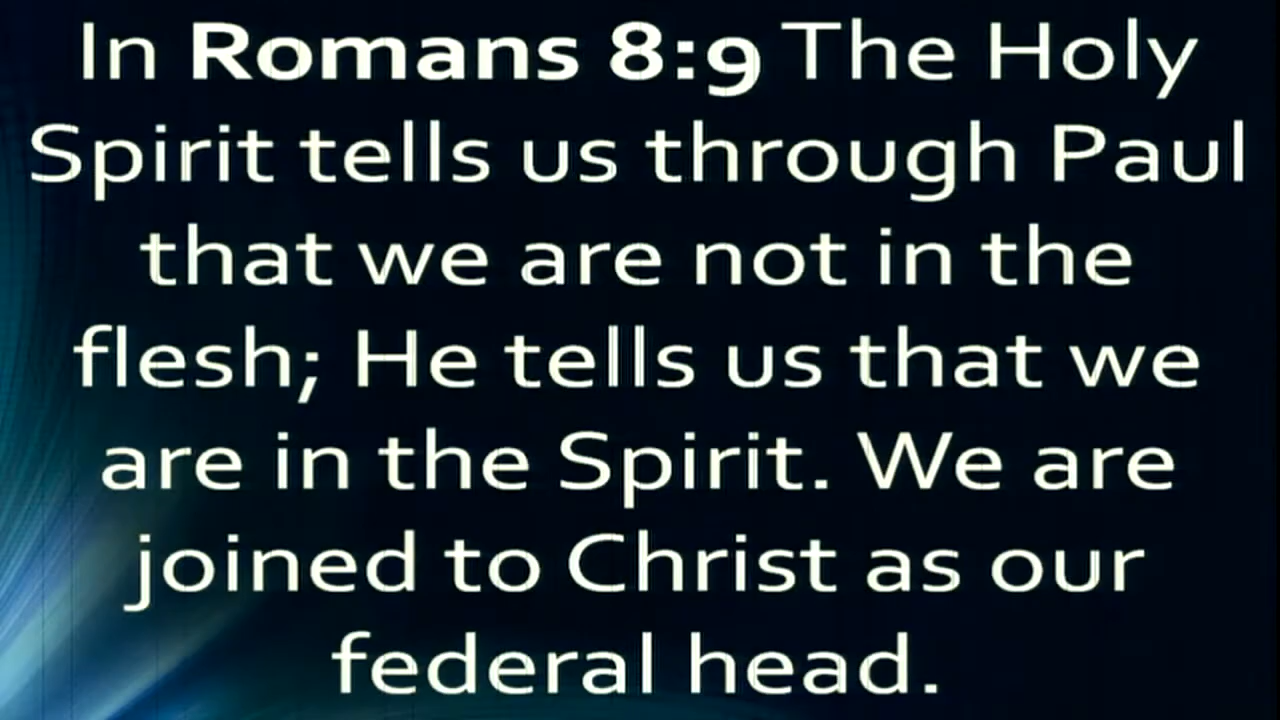 In Romans 8:9 The Holy
Spirit tells us through Paul
that we are not in the
flesh; He tells us that we
are in the Spirit. We are
joined to Christ as our
federal head.